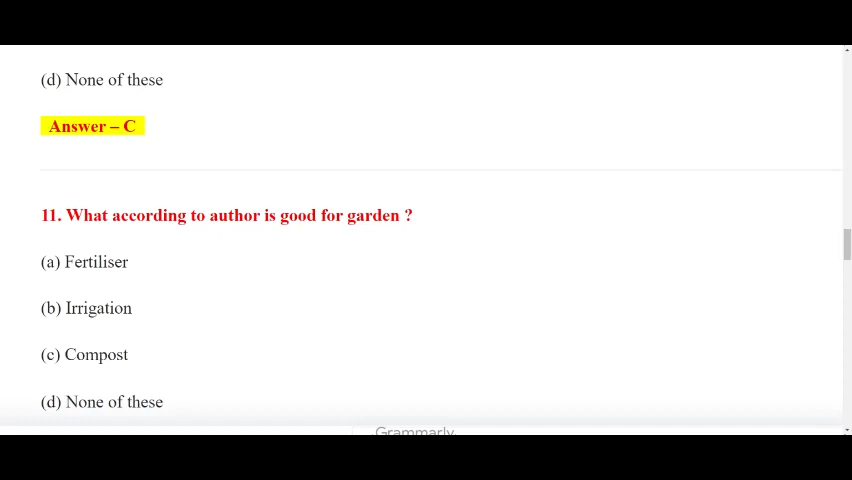 (d) None of these
Answer – C
11. What according to author is good for garden ?
(a) Fertiliser
(b) Irrigation
(c) Compost
(d) None of these
Grammarly